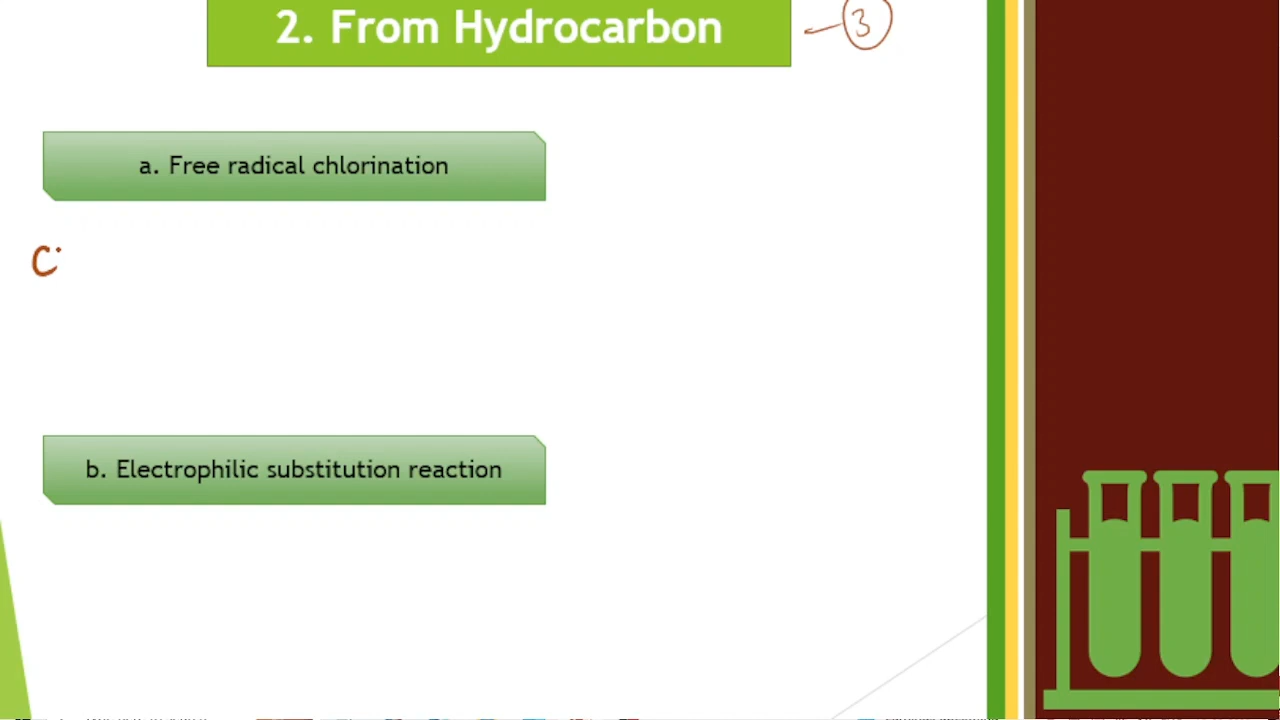 2. From Hydrocarbon
3
a. Free radical chlorination
C
b. Electrophilic substitution reaction